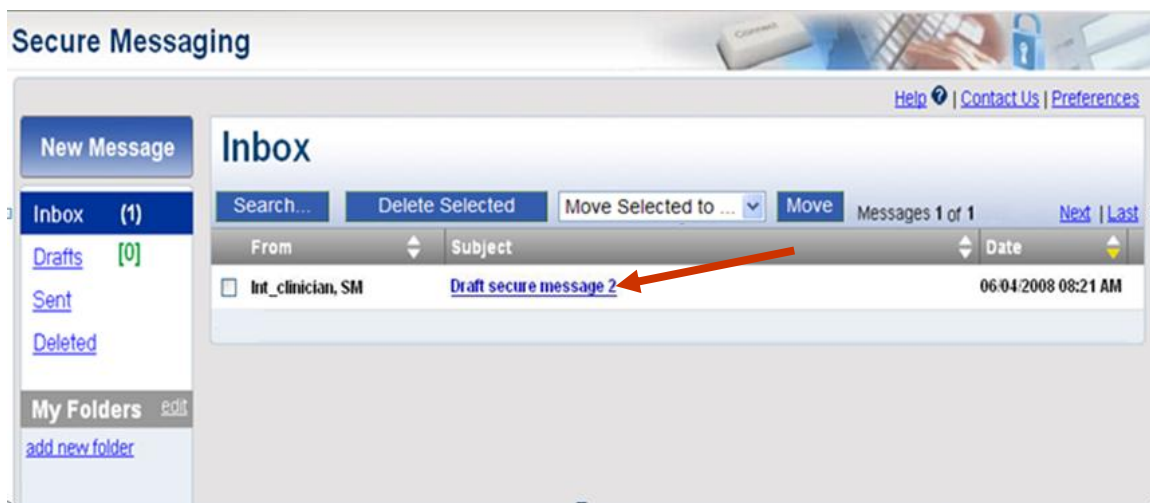 Secure Messaging
Connect
Help ? | Contact Us | Preferences
New Message
Inbox
Inbox (1)
Drafts [0]
Sent
Deleted
My Folders edit
add new folder
Search... Delete Selected Move Selected to ... Move Messages 1 of 1 Next | Last
From Subject Date
Int_clinician, SM Draft secure message 2 06/04/2008 08:21 AM